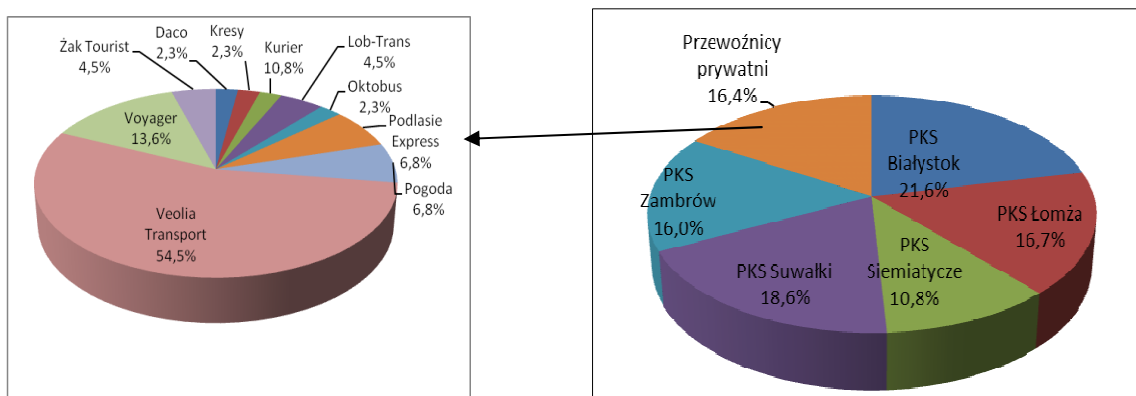 Żak Tourist
4,5%
Daco
2,3%
Kresy
2,3%
Kurier
10,8%
Lob-Trans
4,5%
Oktobus
2,3%
Podlasie
Express
6,8%
Pogoda
6,8%
Veolia
Transport
54,5%
Voyager
13,6%
Przewoźnicy
prywatni
16,4%
PKS
Białystok
21,6%
PKS Łomża
16,7%
PKS
Siemiatycze
10,8%
PKS Suwałki
18,6%
PKS
Zambrów
16,0%